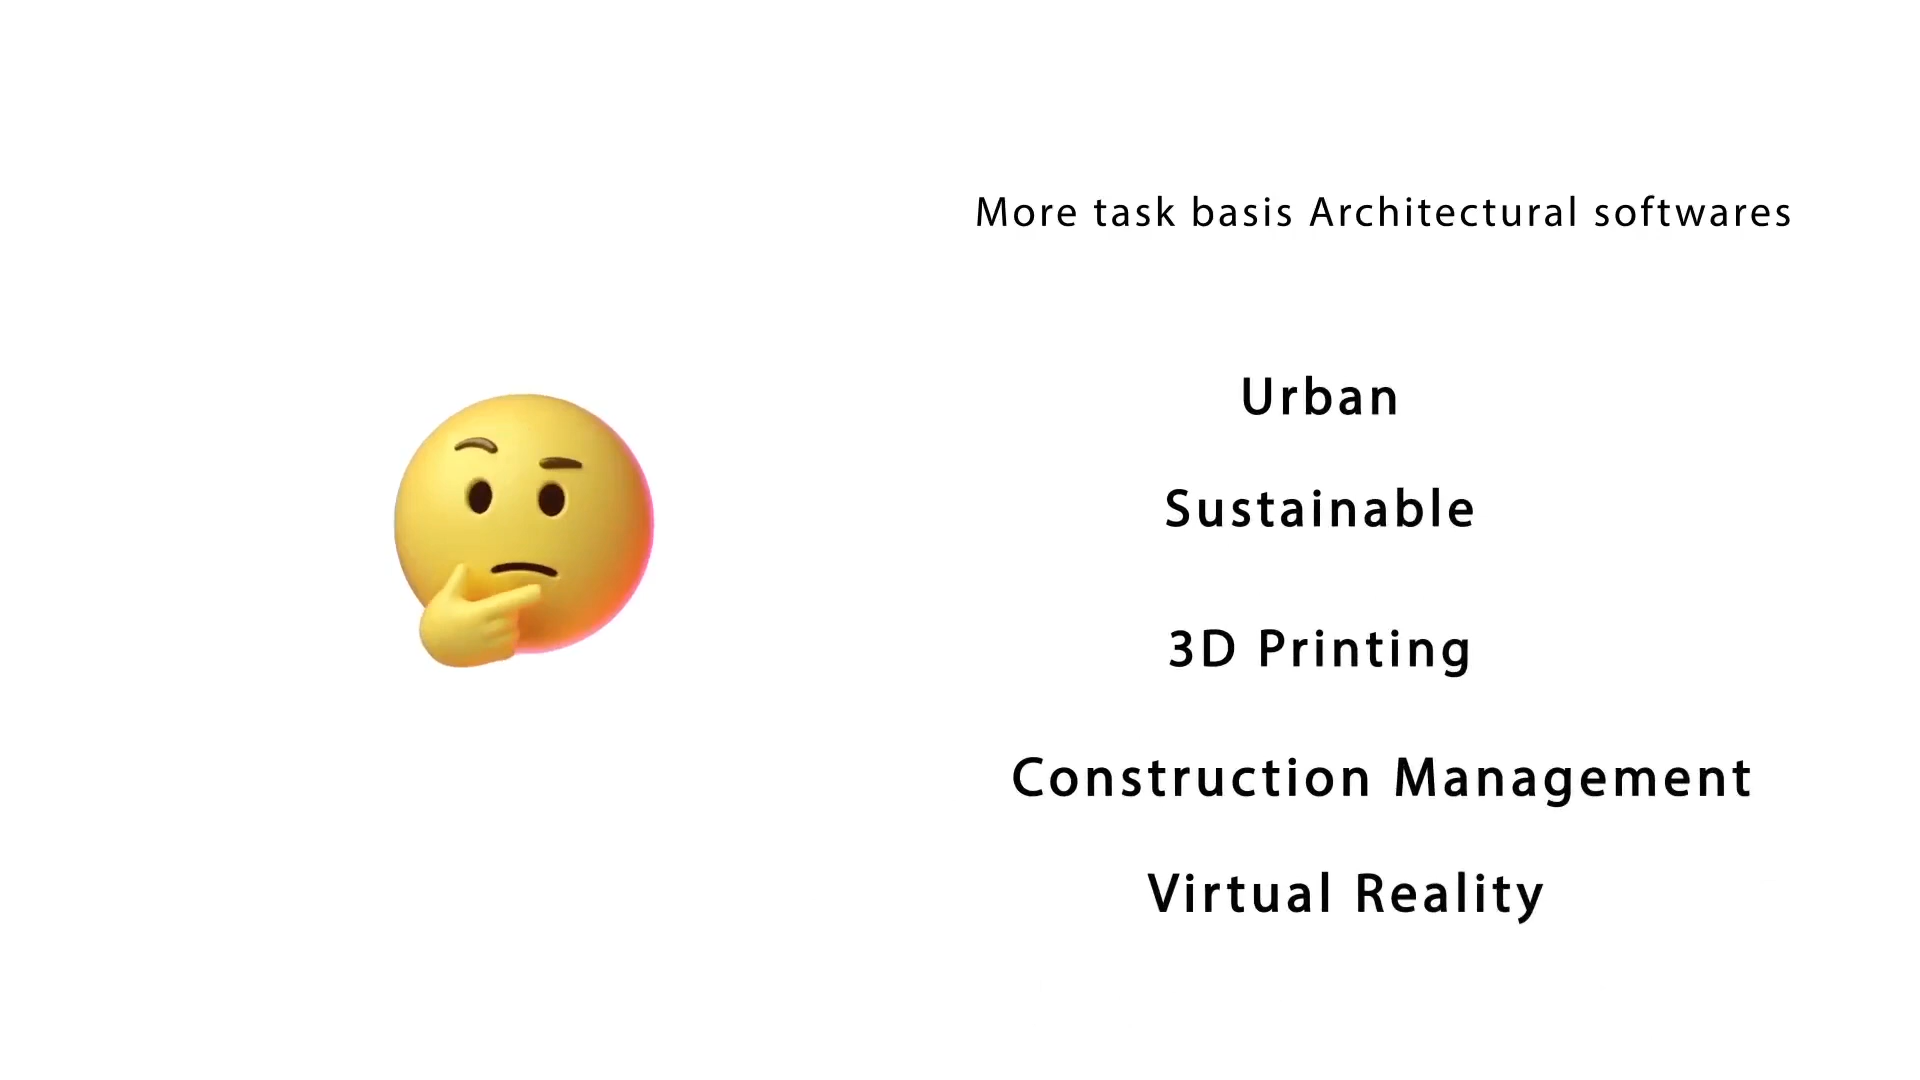 More task basis Architectural softwares
Urban
Sustainable
3D Printing
Construction Management
Virtual Reality